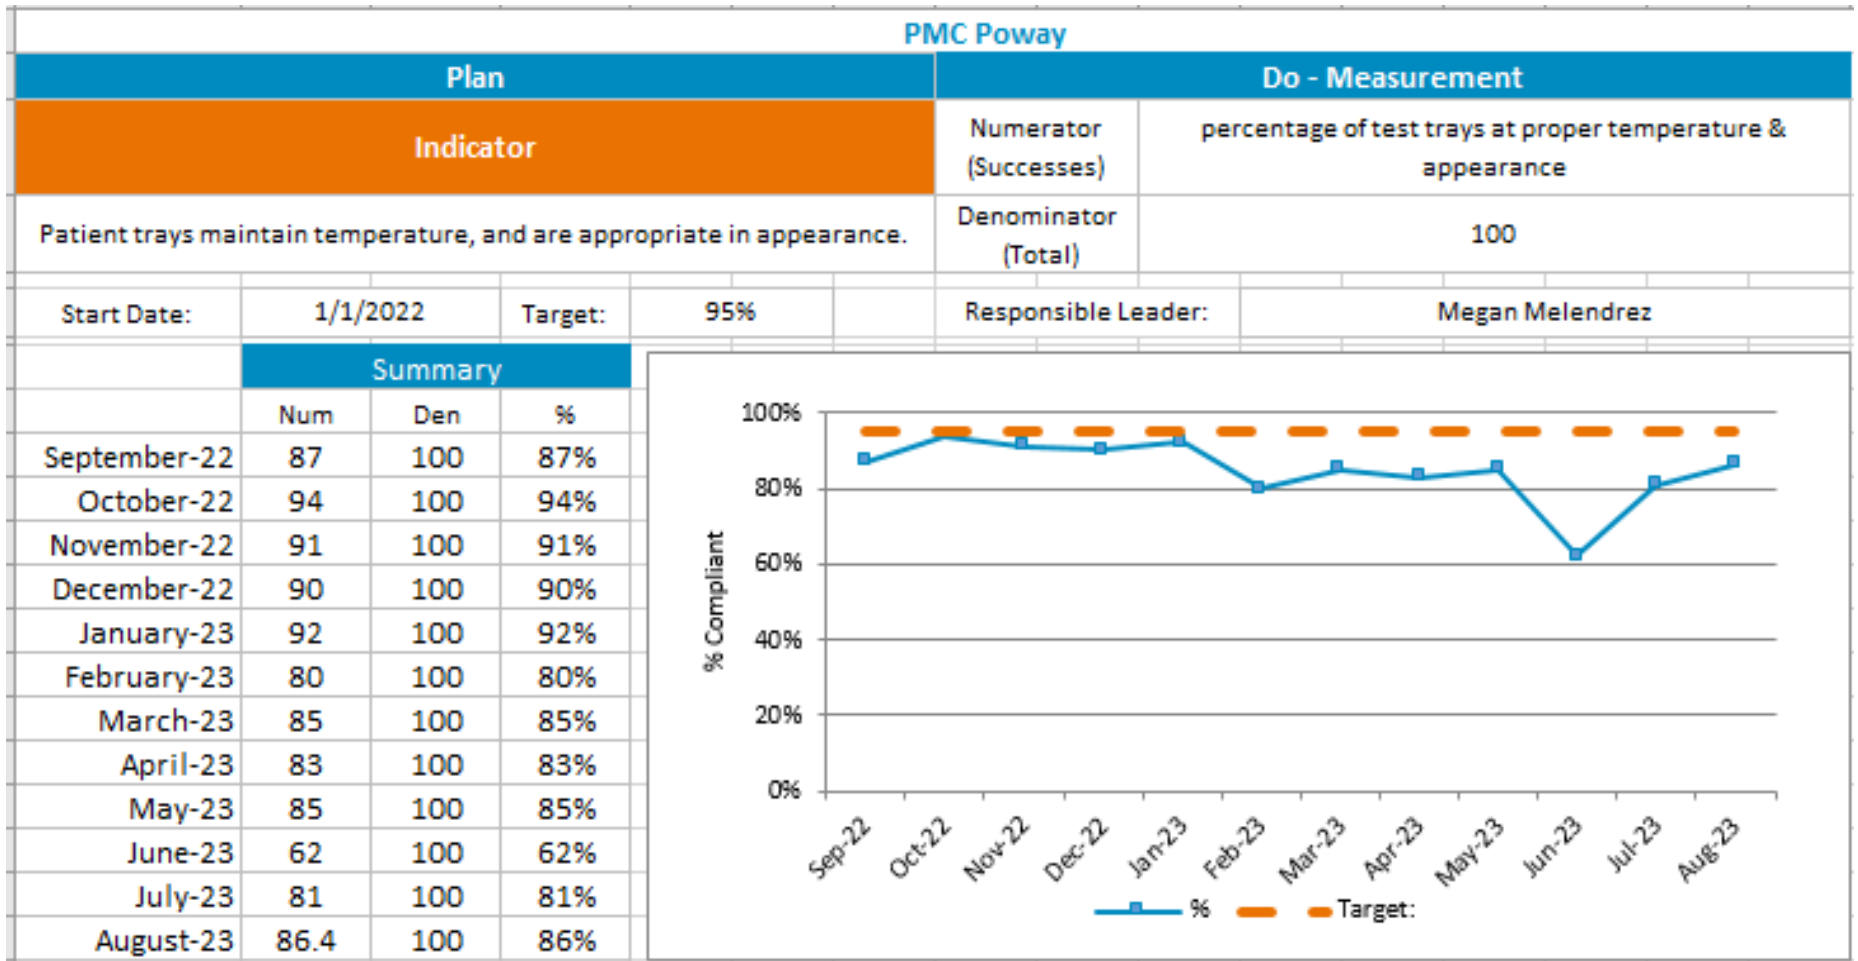 PMC Poway
Plan
Do - Measurement
Indicator
Numerator
(Successes)
percentage of test trays at proper temperature &
appearance
Patient trays maintain temperature, and are appropriate in appearance.
Denominator
(Total)
100
Start Date:
1/1/2022
Target:
95%
Responsible Leader:
Megan Melendrez
Summary
Num Den %
September-22 87 100 87%
October-22 94 100 94%
November-22 91 100 91%
December-22 90 100 90%
January-23 92 100 92%
February-23 80 100 80%
March-23 85 100 85%
April-23 83 100 83%
May-23 85 100 85%
June-23 62 100 62%
July-23 81 100 81%
August-23 86.4 100 86%
% Compliant
100%
80%
60%
40%
20%
0%
Sep-22 Oct-22 Nov-22 Dec-22 Jan-23 Feb-23 Mar-23 Apr-23 May-23 Jun-23 Jul-23 Aug-23
% Target: